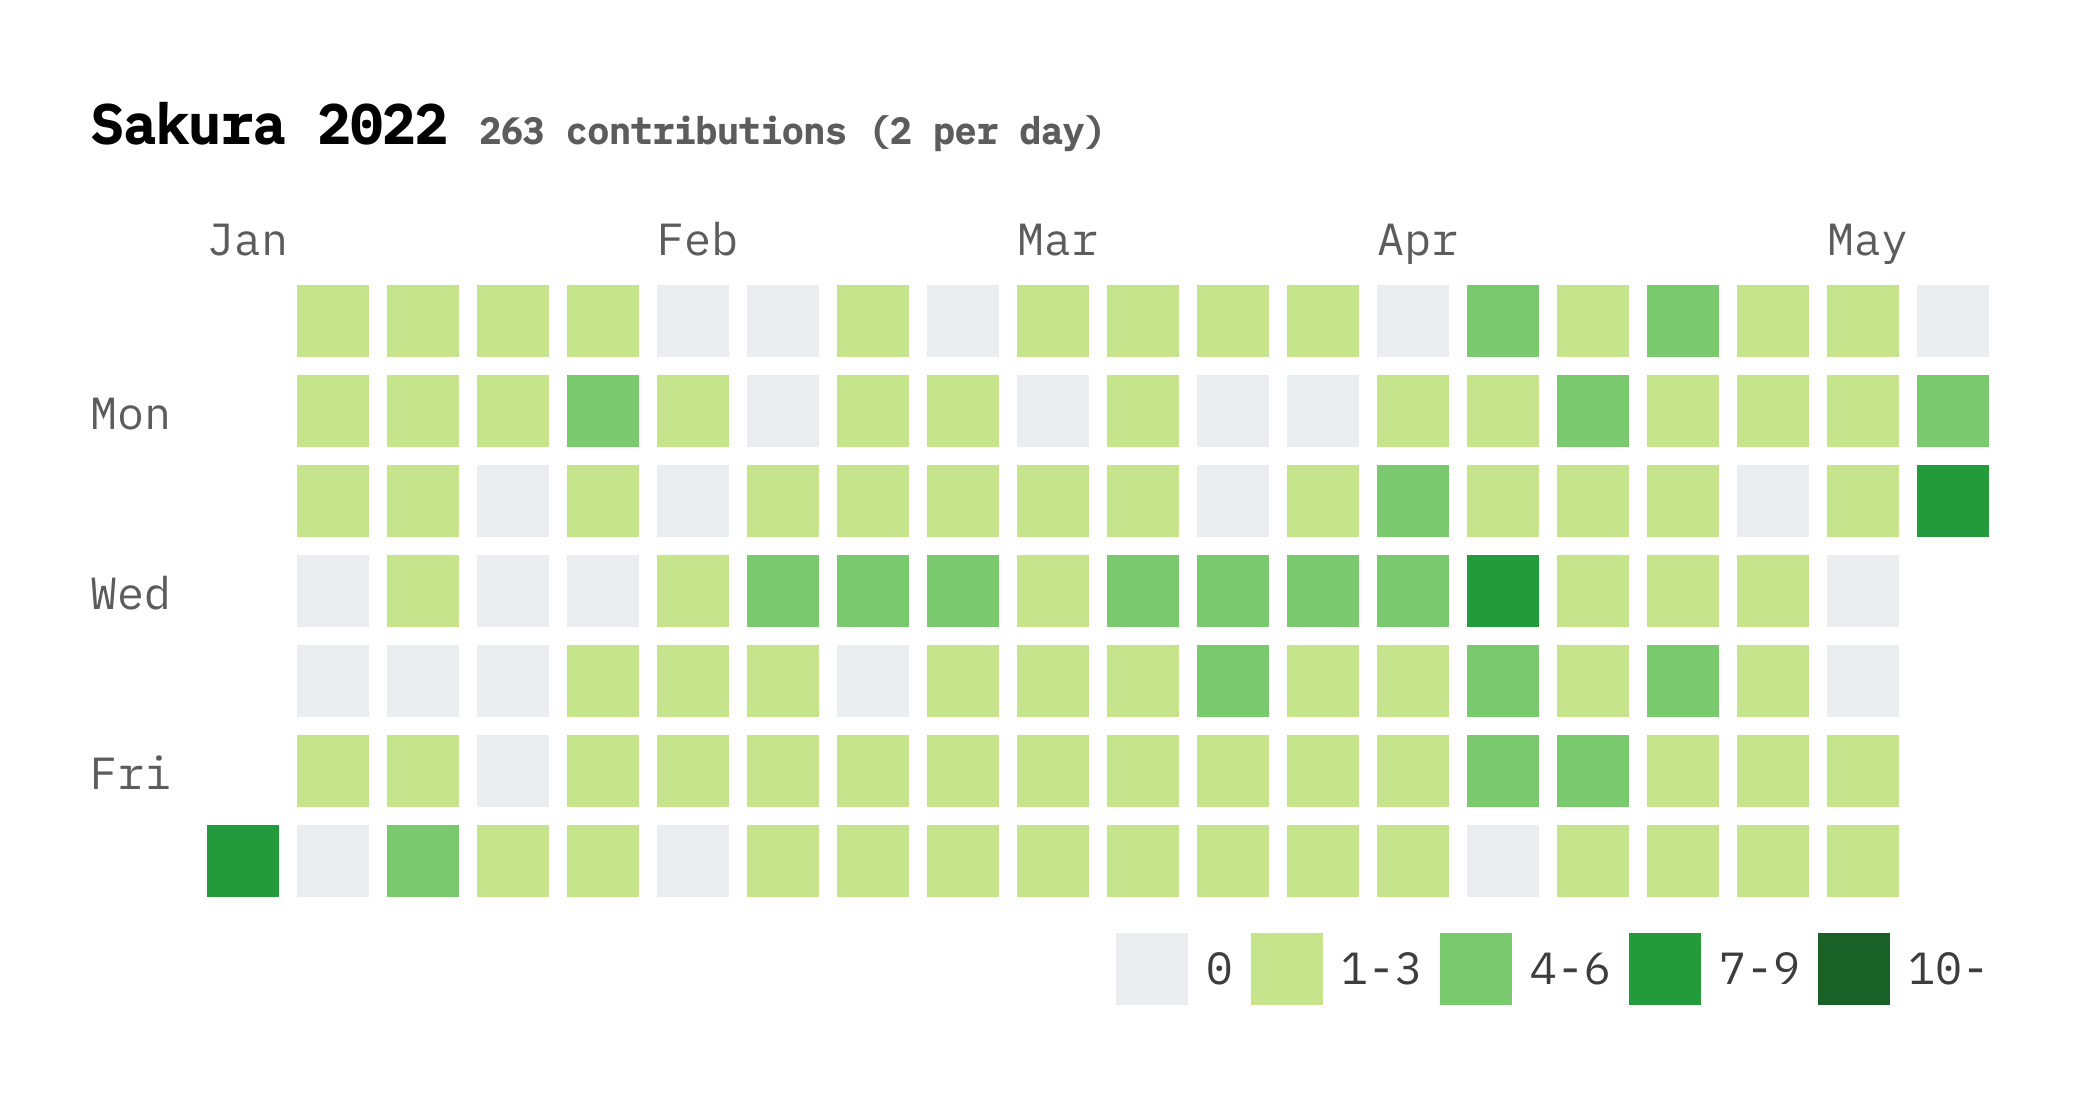 Sakura 2022 263 contributions (2 per day)
Jan Feb Mar Apr May
Mon
Wed
Fri
0 1-3 4-6 7-9 10-